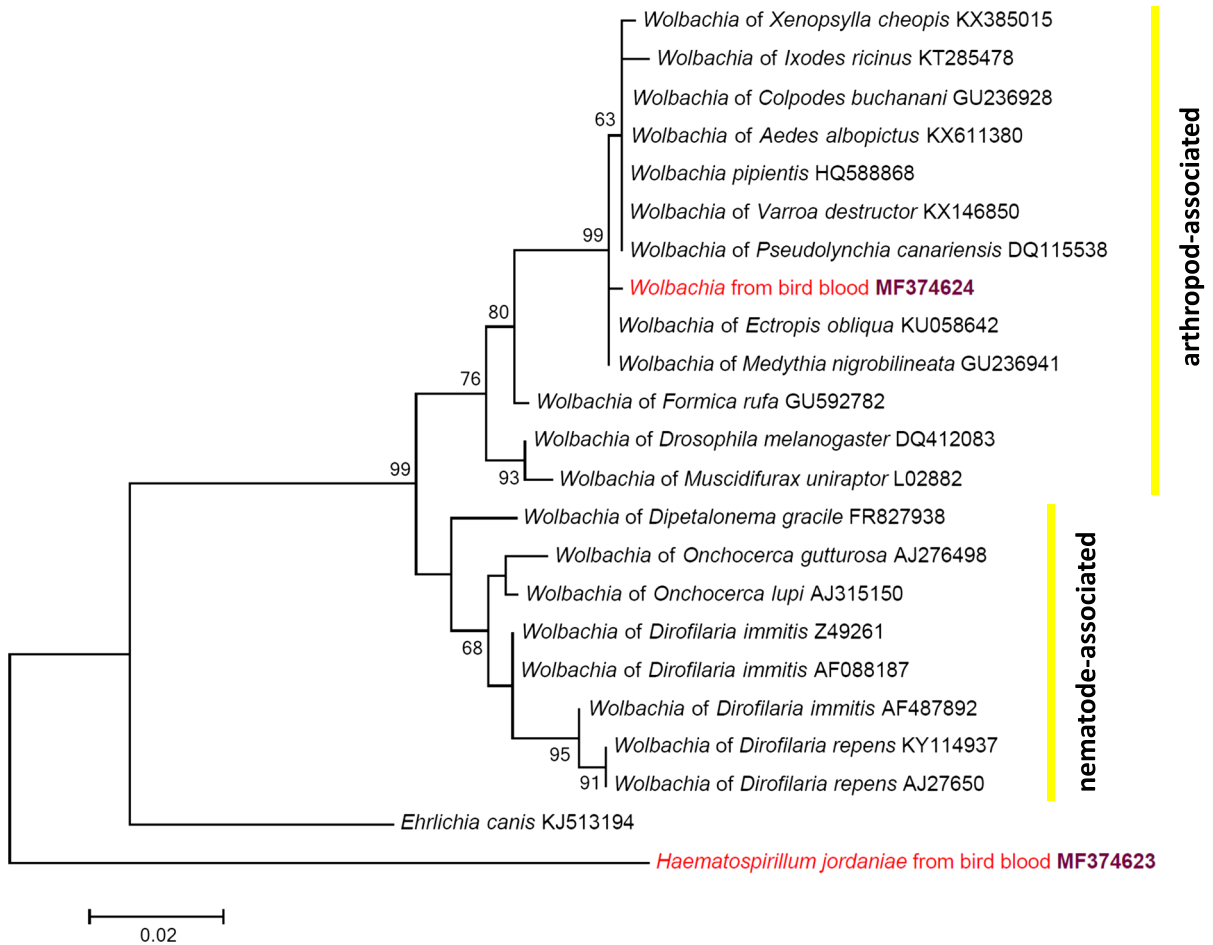 Wolbachia of Xenopsylla cheopis KX385015
Wolbachia of Ixodes ricinus KT285478
Wolbachia of Colpodes buchanani GU236928
63
Wolbachia of Aedes albopictus KX611380
Wolbachia pipientis HQ588868
Wolbachia of Varroa destructor KX146850
99
Wolbachia of Pseudolynchia canariensis DQ115538
Wolbachia from bird blood MF374624
80
Wolbachia of Ectropis obliqua KU058642
Wolbachia of Medythia nigrobilineata GU236941
76
Wolbachia of Formica rufa GU592782
Wolbachia of Drosophila melanogaster DQ412083
99
93
Wolbachia of Muscidifurax uniraptor L02882
arthropod-associated
Wolbachia of Dipetalonema gracile FR827938
Wolbachia of Onchocerca gutturosa AJ276498
Wolbachia of Onchocerca lupi AJ315150
Wolbachia of Dirofilaria immitis Z49261
68
Wolbachia of Dirofilaria immitis AF088187
Wolbachia of Dirofilaria immitis AF487892
95
Wolbachia of Dirofilaria repens KY114937
91
Wolbachia of Dirofilaria repens AJ27650
nematode-associated
Ehrlichia canis KJ513194
Haematospirillum jordaniae from bird blood MF374623
0.02